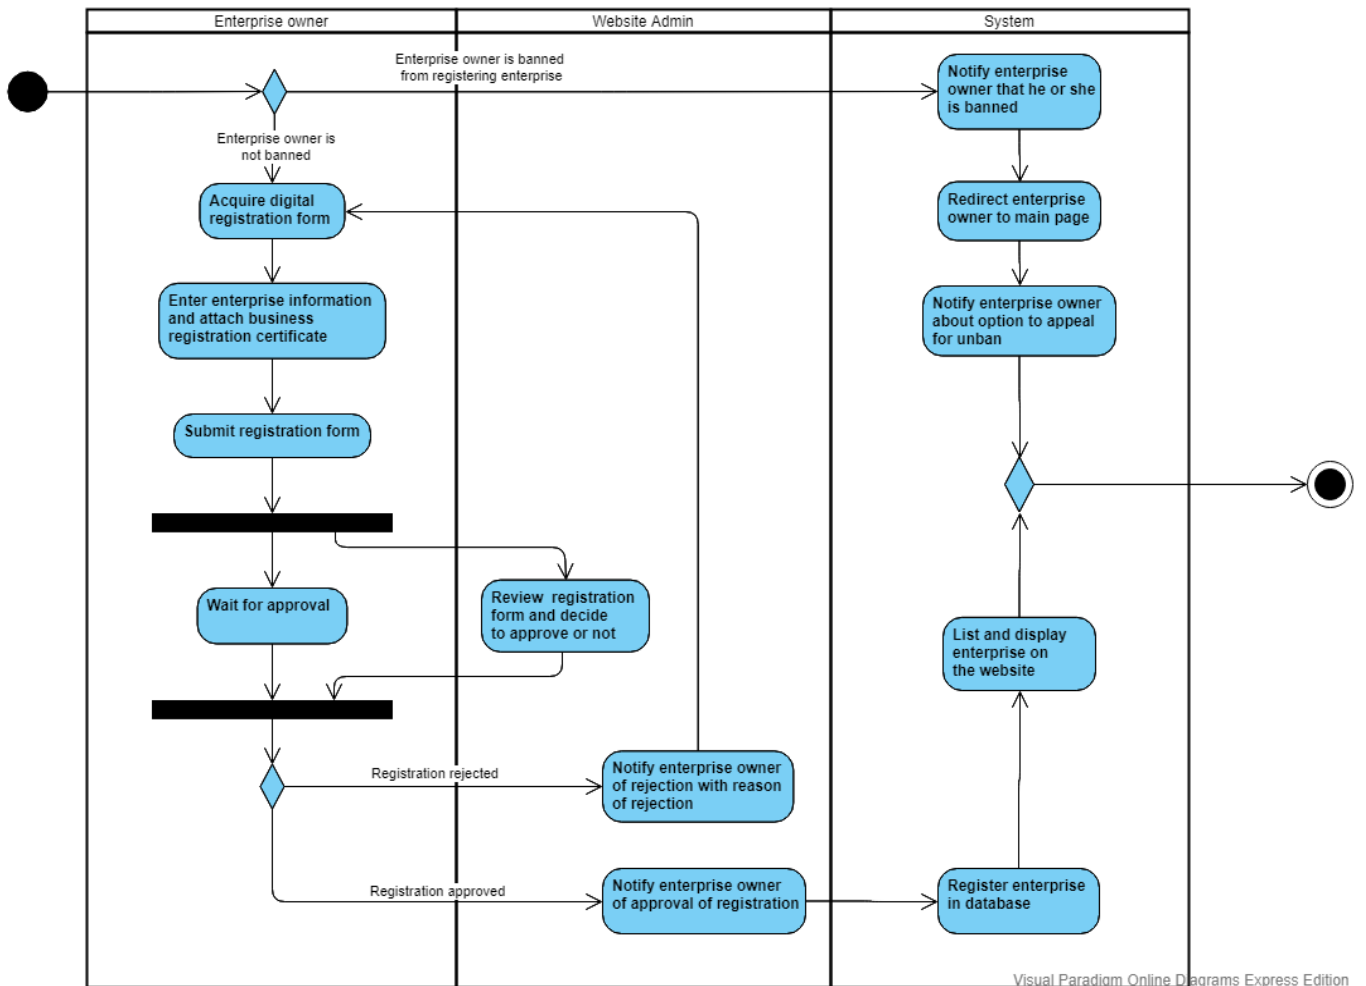 Enterprise owner
Website Admin
System
Enterprise owner is banned
from registering enterprise
Notify enterprise
owner that he or she
is banned
Enterprise owner is
not banned
Acquire digital
registration form
Redirect enterprise
owner to main page
Enter enterprise information
and attach business
registration certificate
Notify enterprise owner
about option to appeal
for unban
Submit registration form
Wait for approval
Review registration
form and decide
to approve or not
List and display
enterprise on
the website
Registration rejected
Notify enterprise owner
of rejection with reason
of rejection
Registration approved
Notify enterprise owner
of approval of registration
Register enterprise
in database
Visual Paradigm Online Diagrams Express Edition